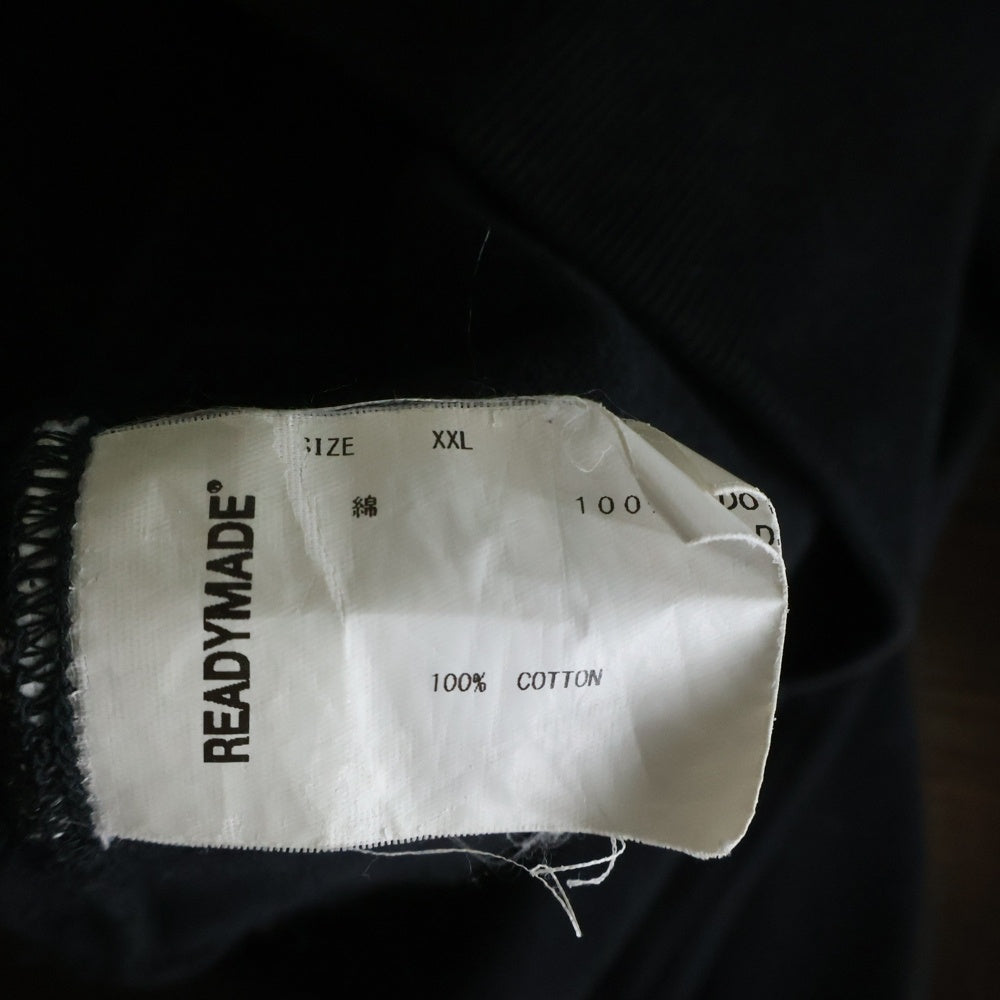 READYMADE®
SIZE XXL
綿 100
100% COTTON